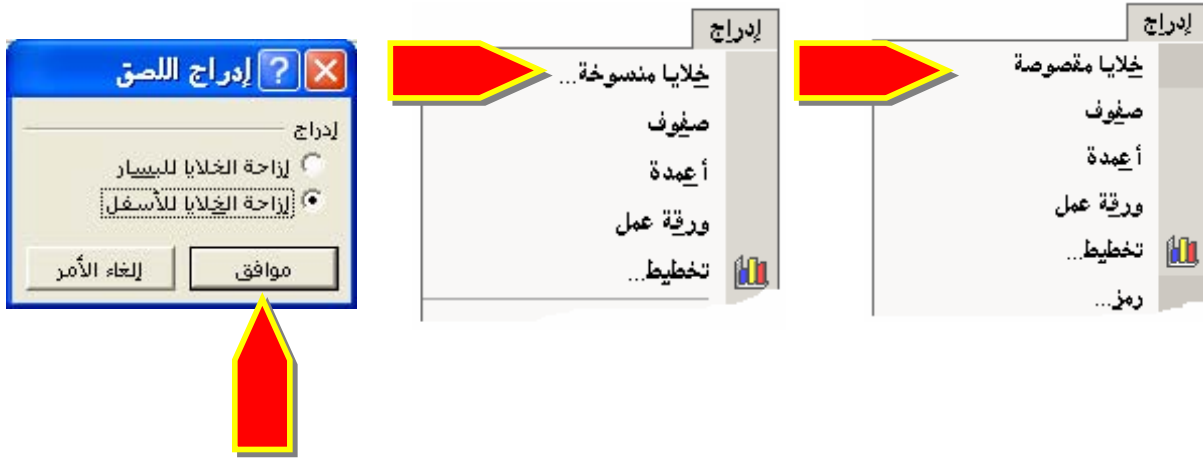 إدراج
خلايا مقصوصة
صفوف
أعمدة
ورقة عمل
تخطيط...
رمز...
إدراج
خلايا منسوخة...
صفوف
أعمدة
ورقة عمل
تخطيط...
إدراج اللصق
إدراج
إزاحة الخلايا لليسار
إزاحة الخلايا للأسفل
موافق
إلغاء الأمر